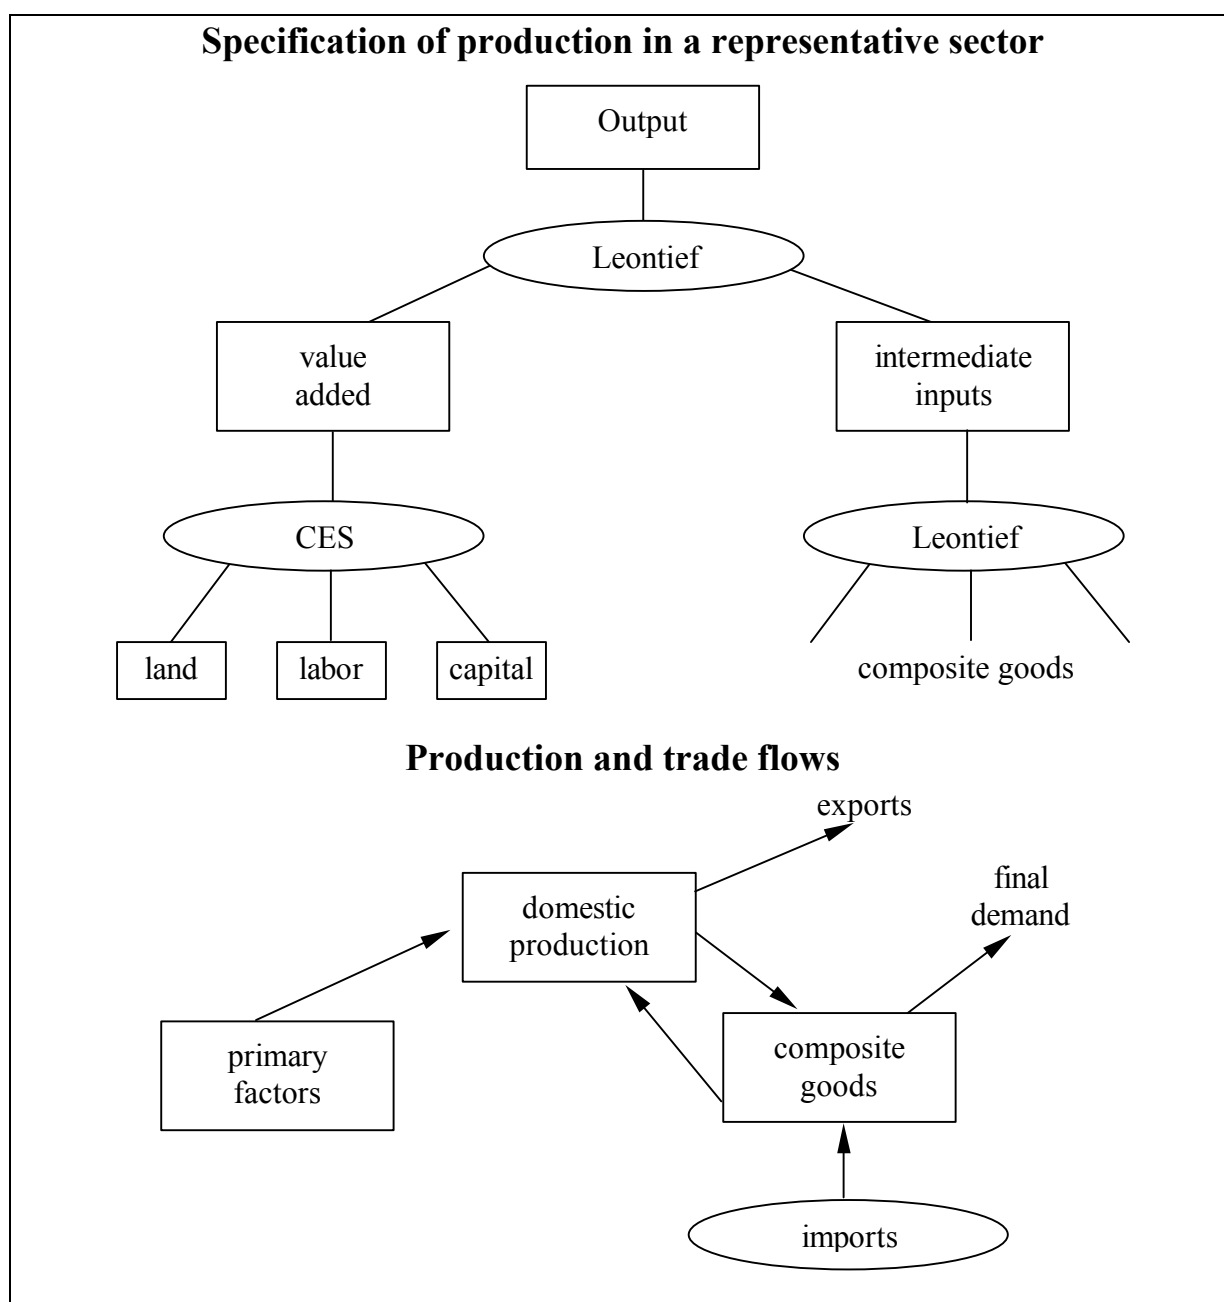 Specification of production in a representative sector
Output
Leontief
value
added
intermediate
inputs
CES
Leontief
land
labor
capital
composite goods
Production and trade flows
exports
final
demand
domestic
production
primary
factors
composite
goods
imports